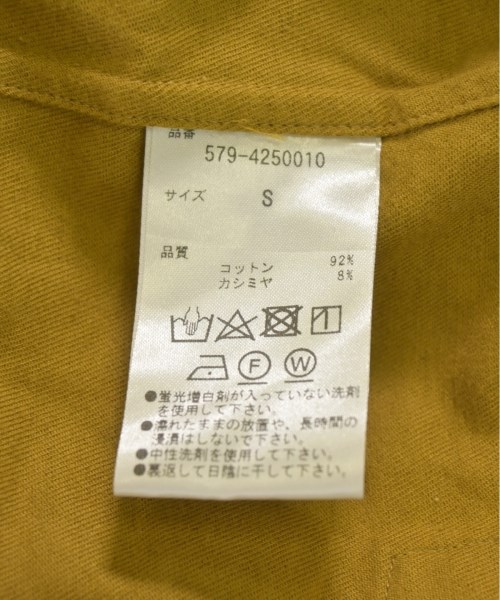 品番
579-4250010
サイズ S
品質
コットン 92%
カシミヤ 8%
F W
●蛍光増白剤が入っていない洗剤
を使用して下さい。
●濡れたままの放置や、長時間の
浸漬はしないで下さい。
●中性洗剤を使用して下さい。
●裏返して日陰に干して下さい。